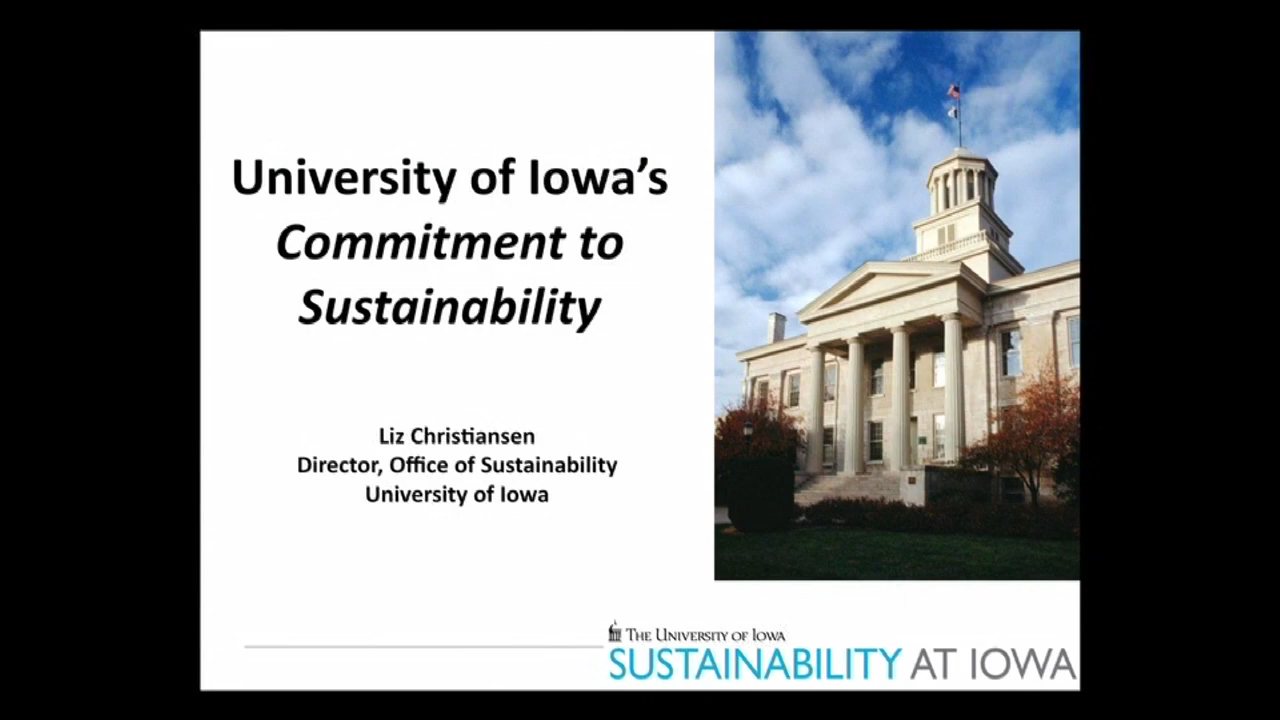 University of Iowa’s
Commitment to
Sustainability
Liz Christiansen
Director, Office of Sustainability
University of Iowa
THE UNIVERSITY OF IOWA
SUSTAINABILITY AT IOWA